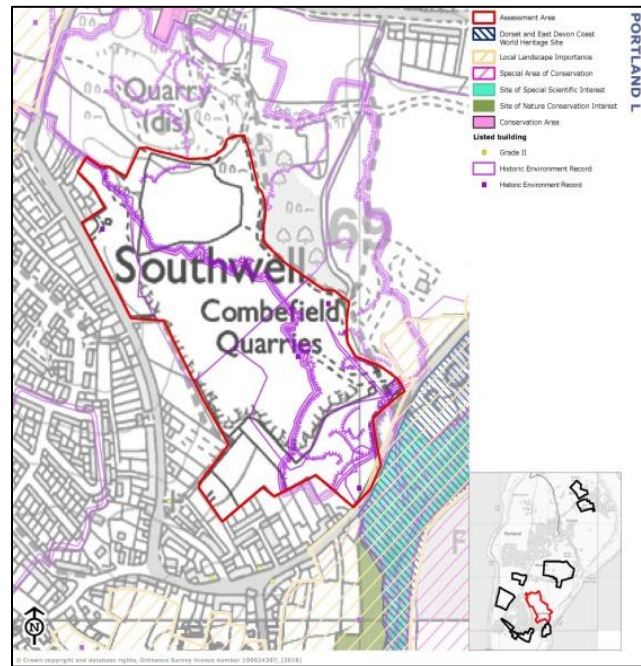 PORTLAND L
Assessment Area
Dorset and East Devon Coast
World Heritage Site
Local Landscape Importance
Special Area of Conservation
Site of Special Scientific Interest
Site of Nature Conservation Interest
Conservation Area
Listed building
Grade II
Historic Environment Record
Historic Environment Record
Quarry
(dis)
69
Southwell
Combefield
Quarries
F
N
Portland
© Crown copyright and database rights, Ordnance Survey licence number 100024307, (2018)